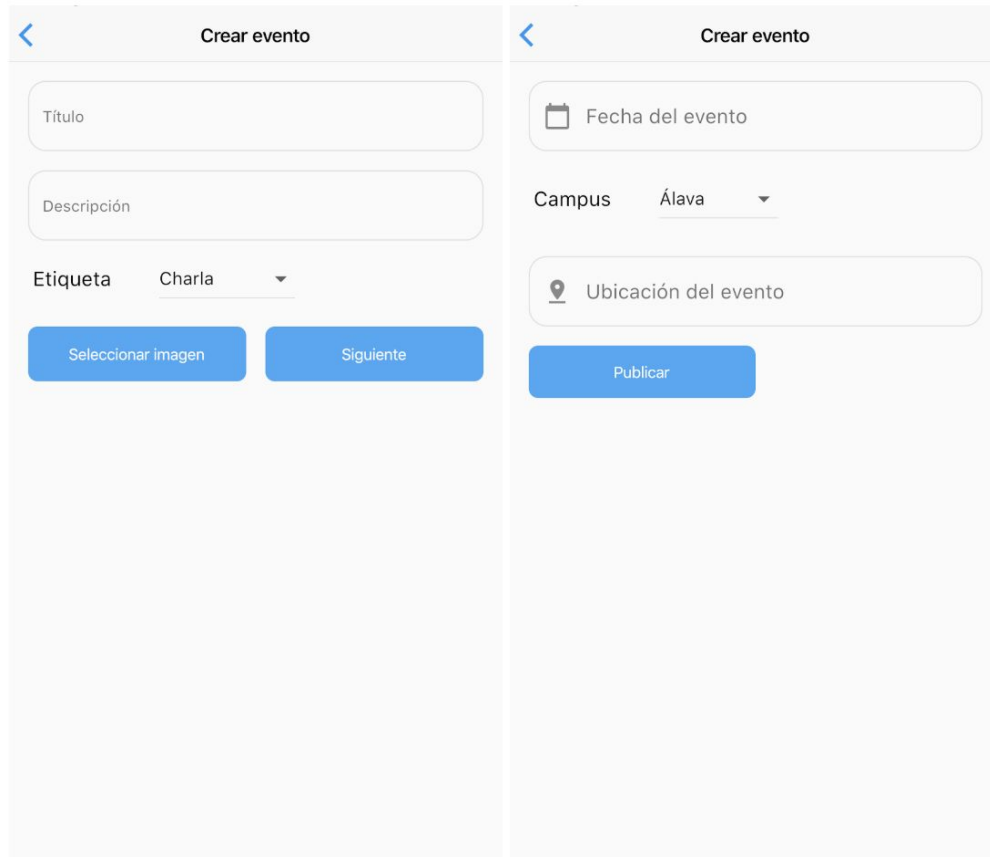 Crear evento
Título
Descripción
Etiqueta Charla
Seleccionar imagen Siguiente
Crear evento
Fecha del evento
Campus Álava
Ubicación del evento
Publicar